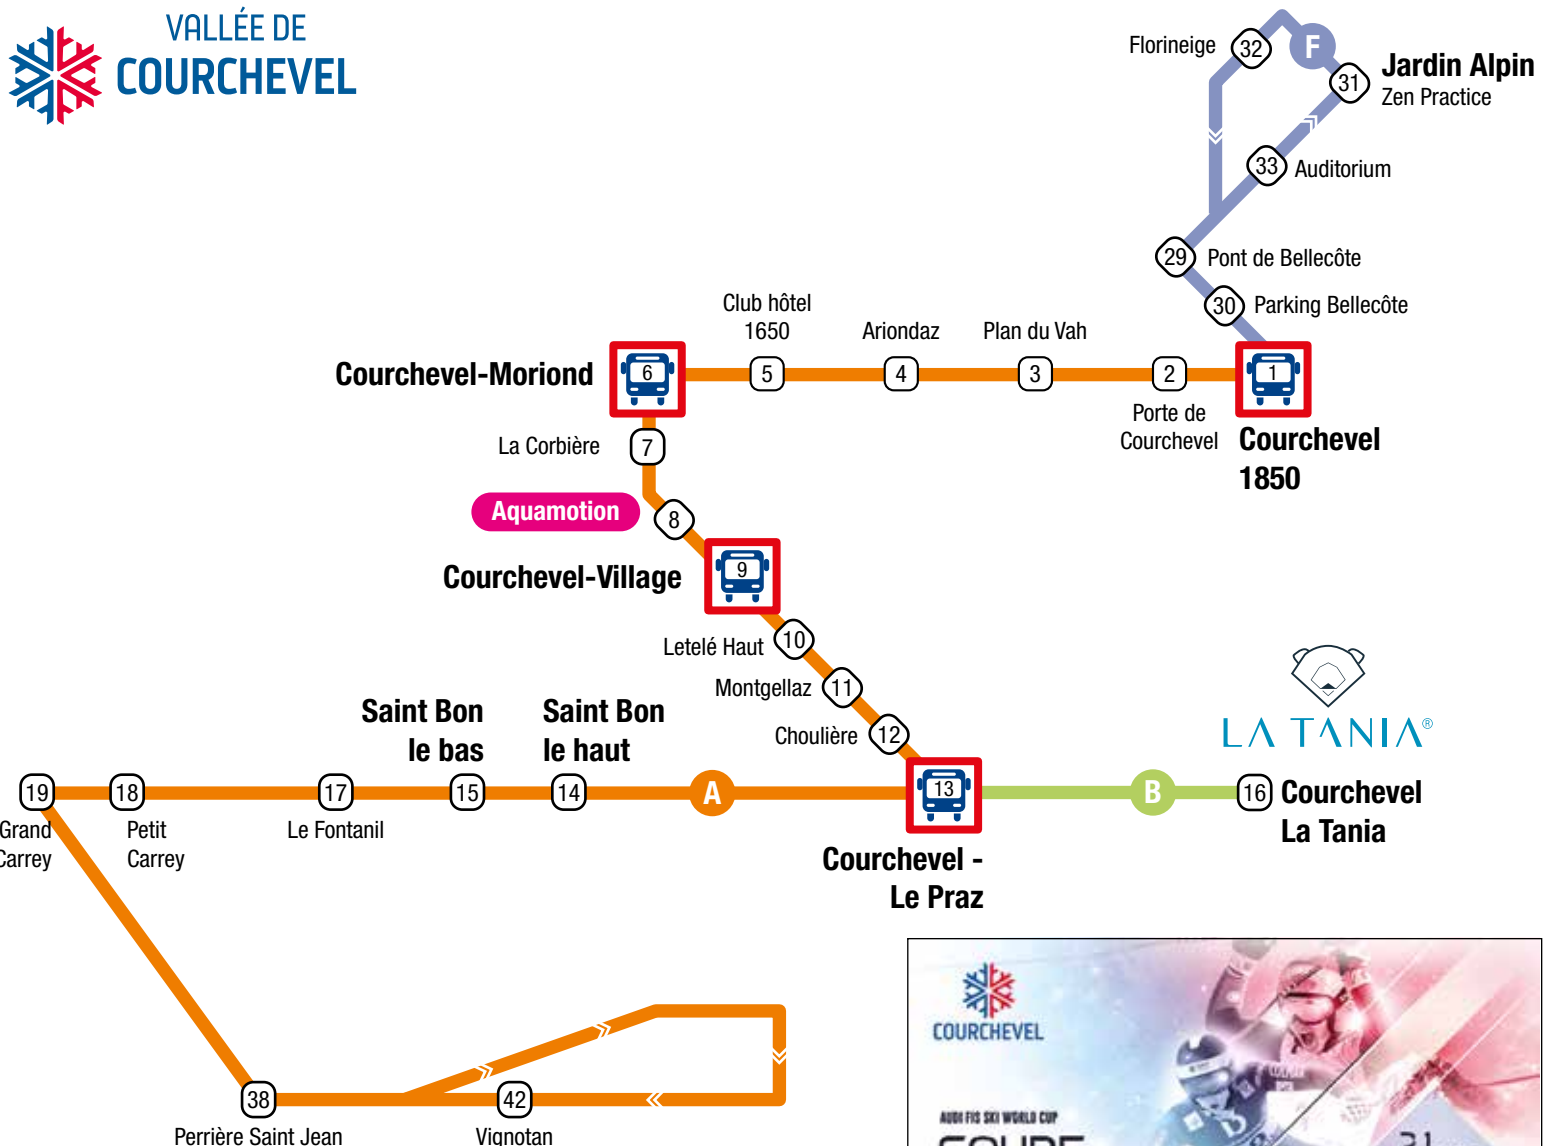 VALLÉE DE
COURCHEVEL
Florineige
32
F
31
Jardin Alpin
Zen Practice
33
Auditorium
29
Pont de Bellecôte
30
Parking Bellecôte
Club hôtel
1650
Ariondaz
Plan du Vah
Courchevel-Moriond
6
5
4
3
2
1
Porte de
Courchevel
Courchevel
1850
La Corbière
7
Aquamotion
8
Courchevel-Village
9
Letelé Haut
10
Montgellaz
11
Choulière
12
Saint Bon
le bas
Saint Bon
le haut
LA TANIA®
19
18
17
15
14
A
13
B
16
Courchevel
La Tania
Grand
Carrey
Petit
Carrey
Le Fontanil
Courchevel -
Le Praz
38
42
Perrière Saint Jean
Vignotan
COURCHEVEL
AUDI FIS SKI WORLD CUP
COUPE
21